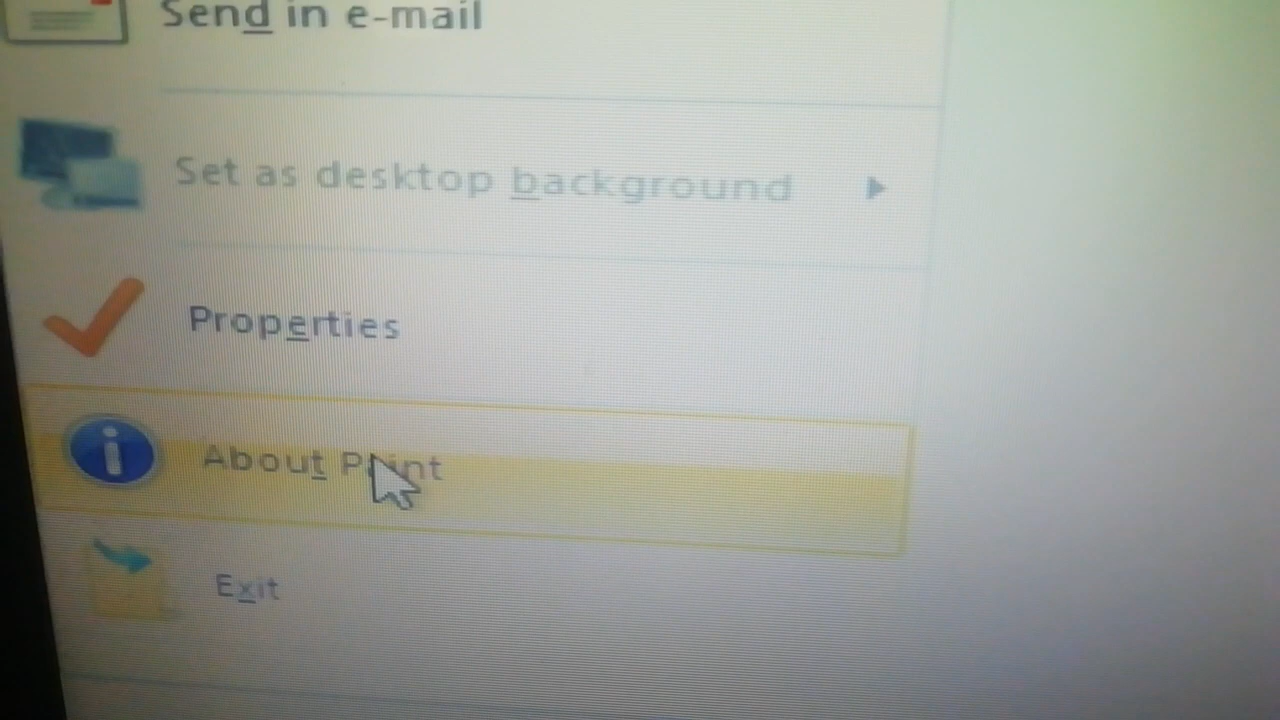 Send in e-mail
Set as desktop background
Properties
About Paint
Exit